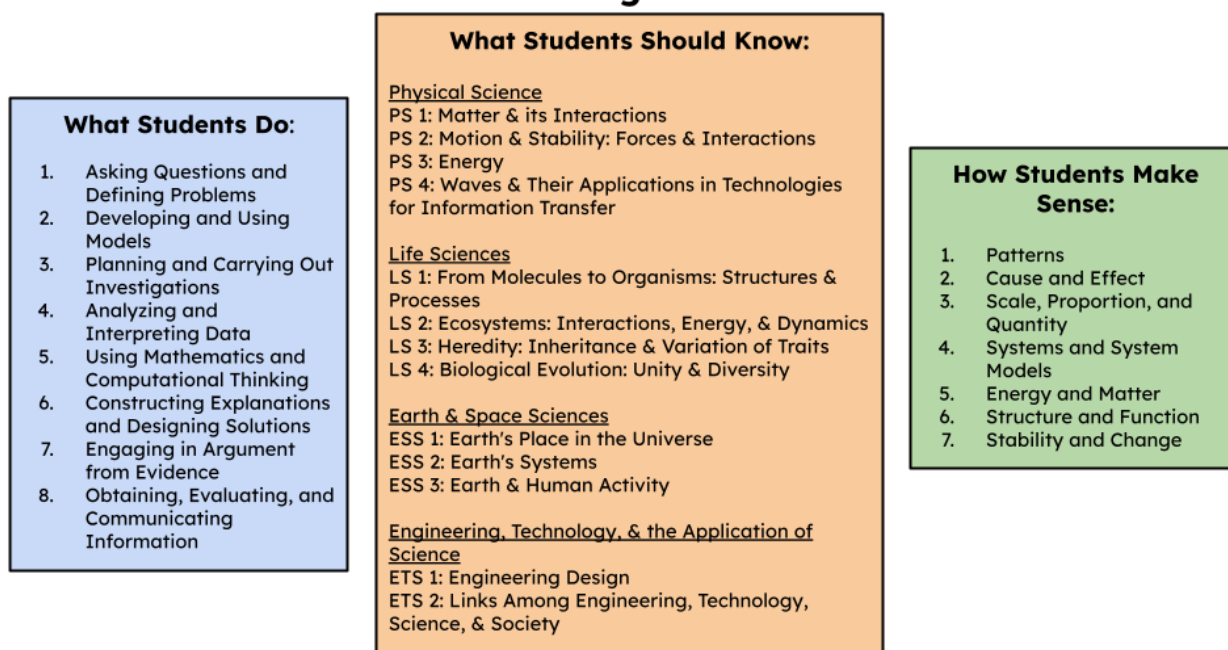 What Students Do:
1. Asking Questions and
Defining Problems
2. Developing and Using
Models
3. Planning and Carrying Out
Investigations
4. Analyzing and
Interpreting Data
5. Using Mathematics and
Computational Thinking
6. Constructing Explanations
and Designing Solutions
7. Engaging in Argument
from Evidence
8. Obtaining, Evaluating, and
Communicating
Information
What Students Should Know:
Physical Science
PS 1: Matter & its Interactions
PS 2: Motion & Stability: Forces & Interactions
PS 3: Energy
PS 4: Waves & Their Applications in Technologies
for Information Transfer
Life Sciences
LS 1: From Molecules to Organisms: Structures &
Processes
LS 2: Ecosystems: Interactions, Energy, & Dynamics
LS 3: Heredity: Inheritance & Variation of Traits
LS 4: Biological Evolution: Unity & Diversity
Earth & Space Sciences
ESS 1: Earth's Place in the Universe
ESS 2: Earth's Systems
ESS 3: Earth & Human Activity
Engineering, Technology, & the Application of
Science
ETS 1: Engineering Design
ETS 2: Links Among Engineering, Technology,
Science, & Society
How Students Make
Sense:
1. Patterns
2. Cause and Effect
3. Scale, Proportion, and
Quantity
4. Systems and System
Models
5. Energy and Matter
6. Structure and Function
7. Stability and Change